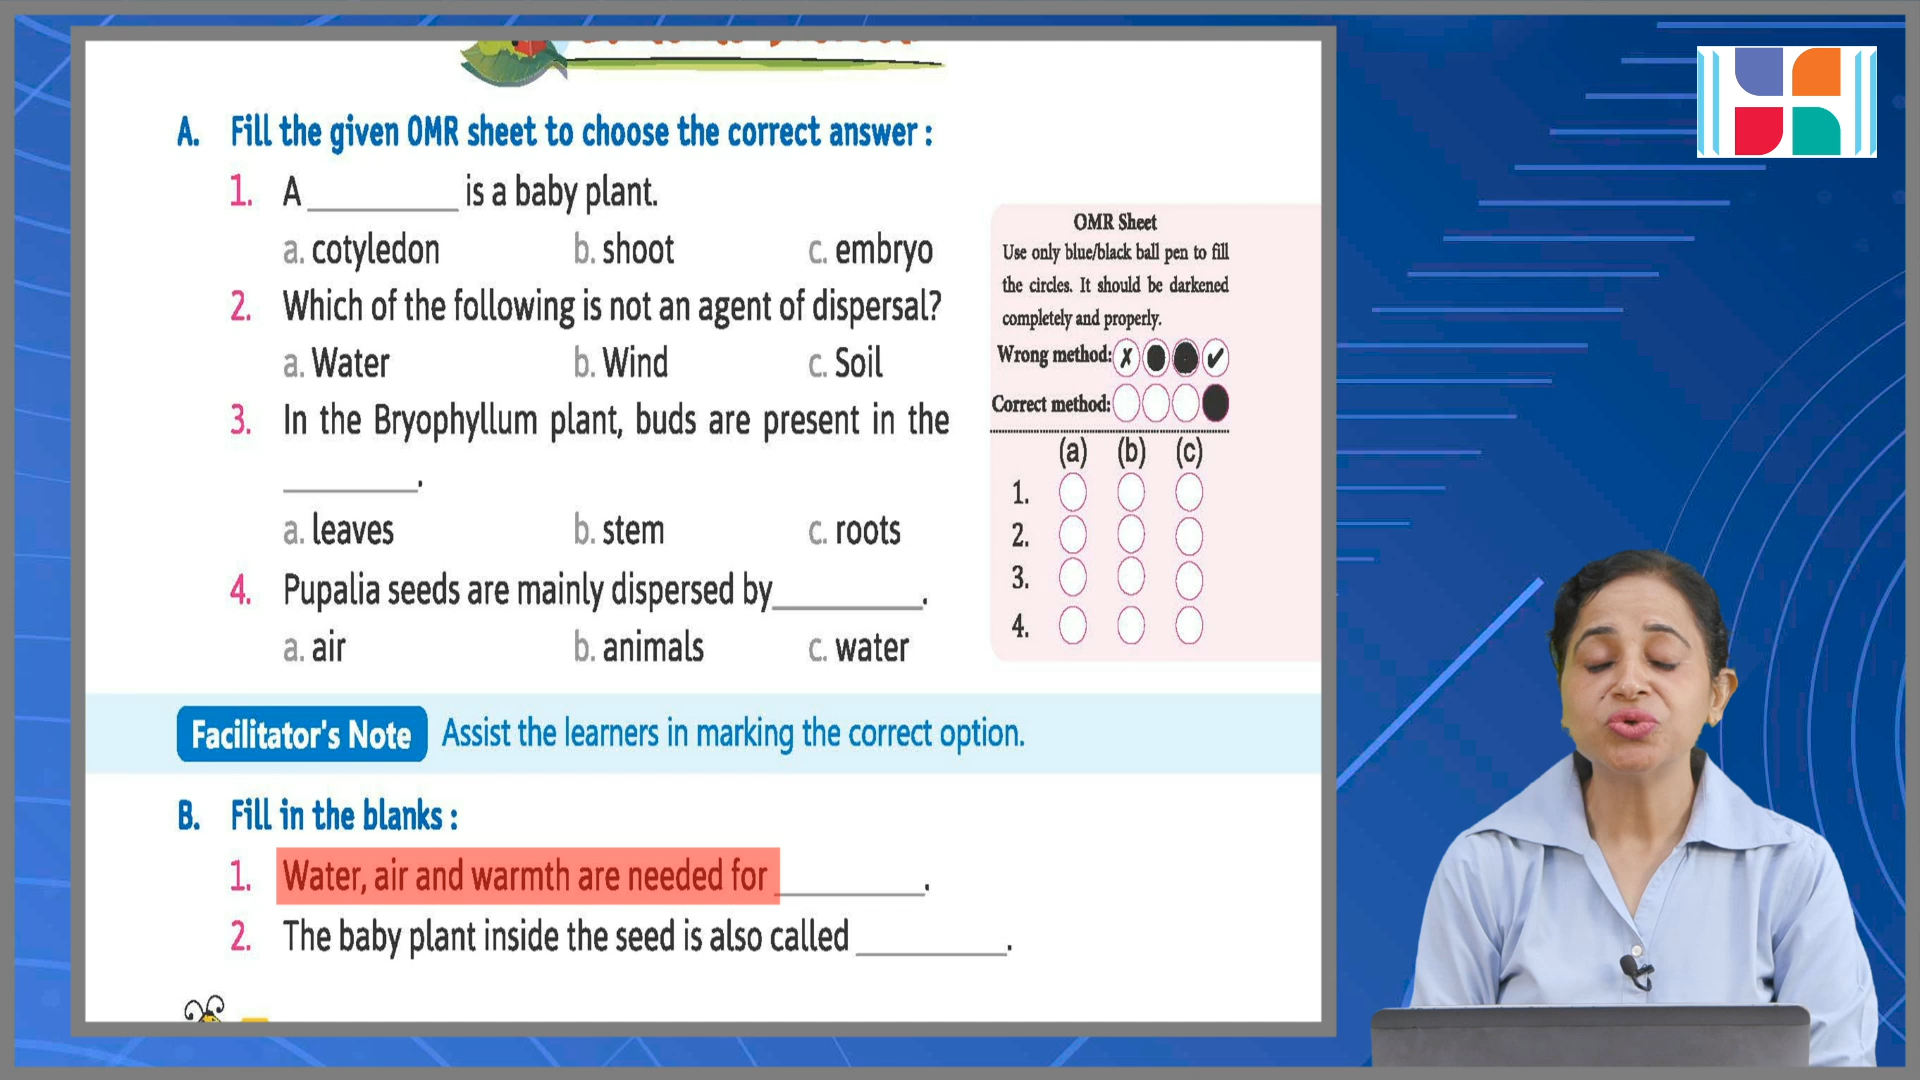 A. Fill the given OMR sheet to choose the correct answer :
1. A __________ is a baby plant.
a. cotyledon b. shoot c. embryo
2. Which of the following is not an agent of dispersal?
a. Water b. Wind c. Soil
3. In the Bryophyllum plant, buds are present in the
_________.
a. leaves b. stem c. roots
4. Pupalia seeds are mainly dispersed by__________.
a. air b. animals c. water
OMR Sheet
Use only blue/black ball pen to fill
the circles. It should be darkened
completely and properly.
Wrong method: ✗ ✔
Correct method:
(a) (b) (c)
1.
2.
3.
4.
Facilitator's Note Assist the learners in marking the correct option.
B. Fill in the blanks :
1. Water, air and warmth are needed for __________.
2. The baby plant inside the seed is also called __________.